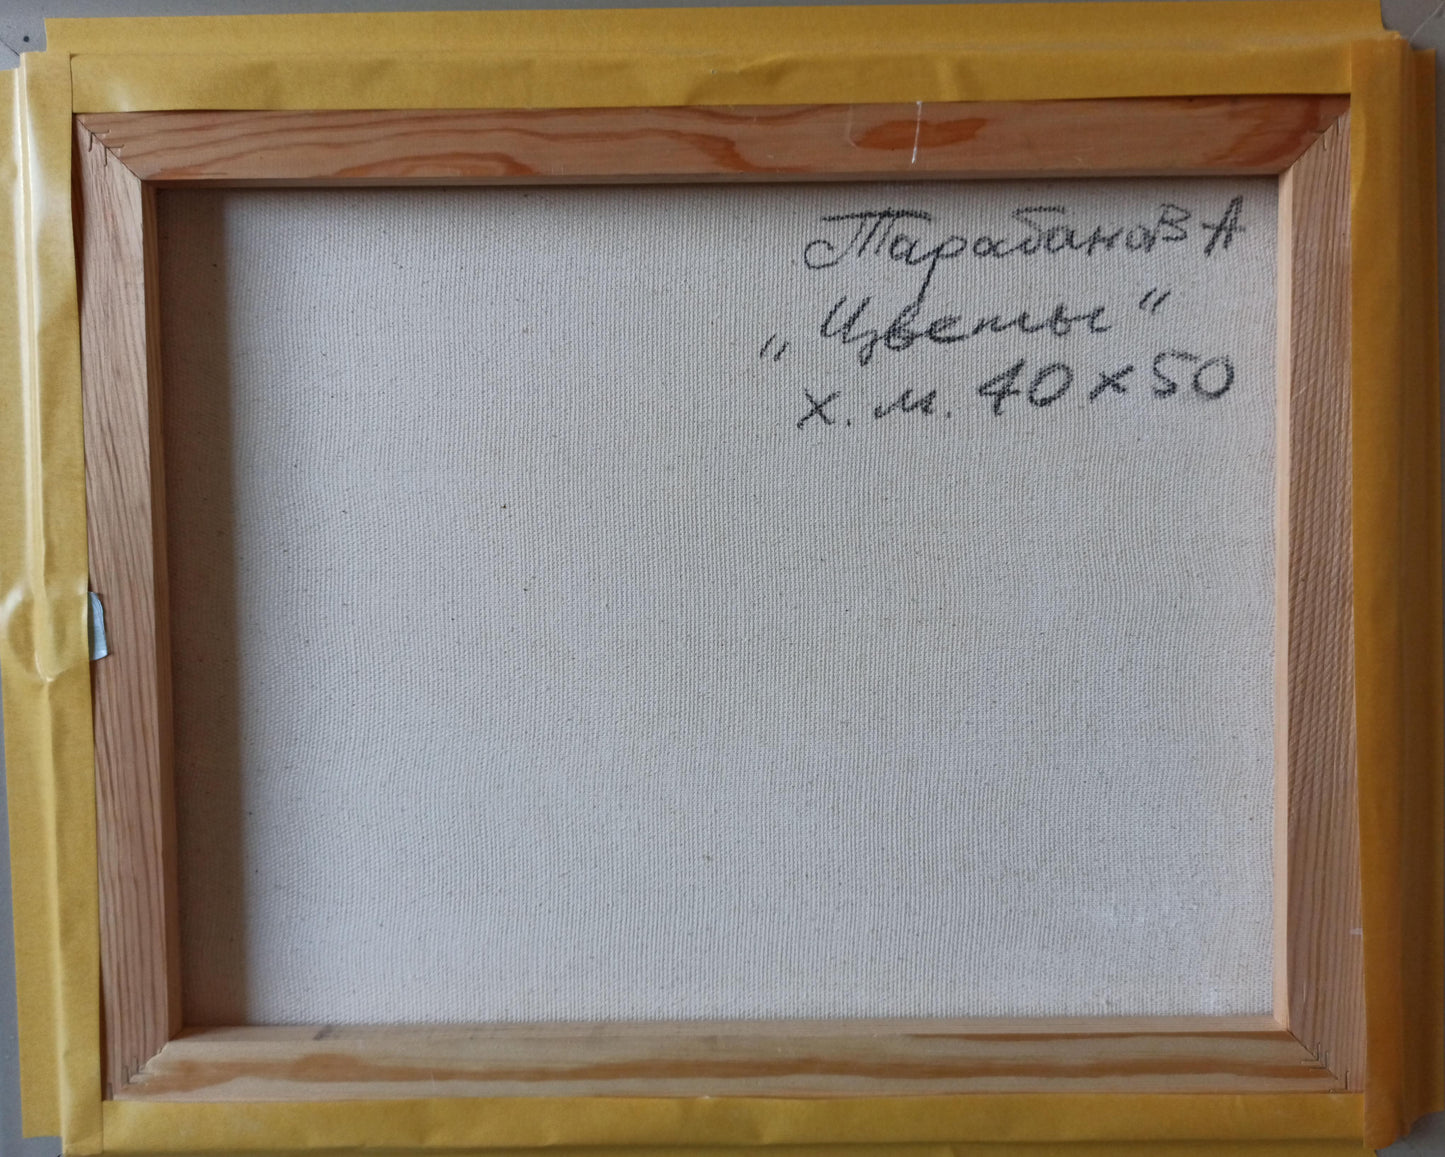 Тарабанов А
„Цветы"
х. м. 40 х 50